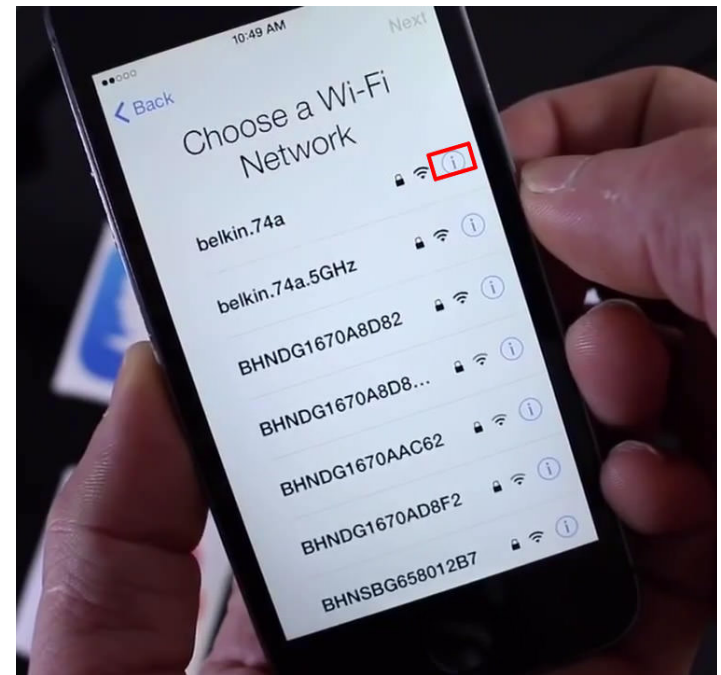 10:49 AM
Next
Back
Choose a Wi-Fi
Network
belkin.74a
belkin.74a.5GHz
BHNDG1670A8D82
BHNDG1670A8D8...
BHNDG1670AAC62
BHNDG1670AD8F2
BHNSBG658012B7